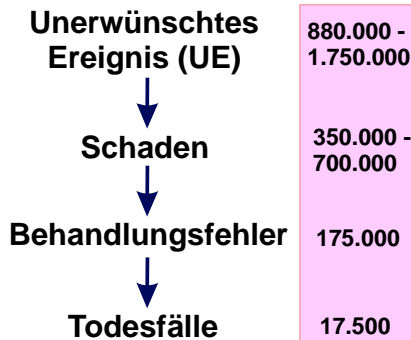 Unerwünschtes
Ereignis (UE)
880.000 -
1.750.000
Schaden
350.000 -
700.000
Behandlungsfehler
175.000
Todesfälle
17.500